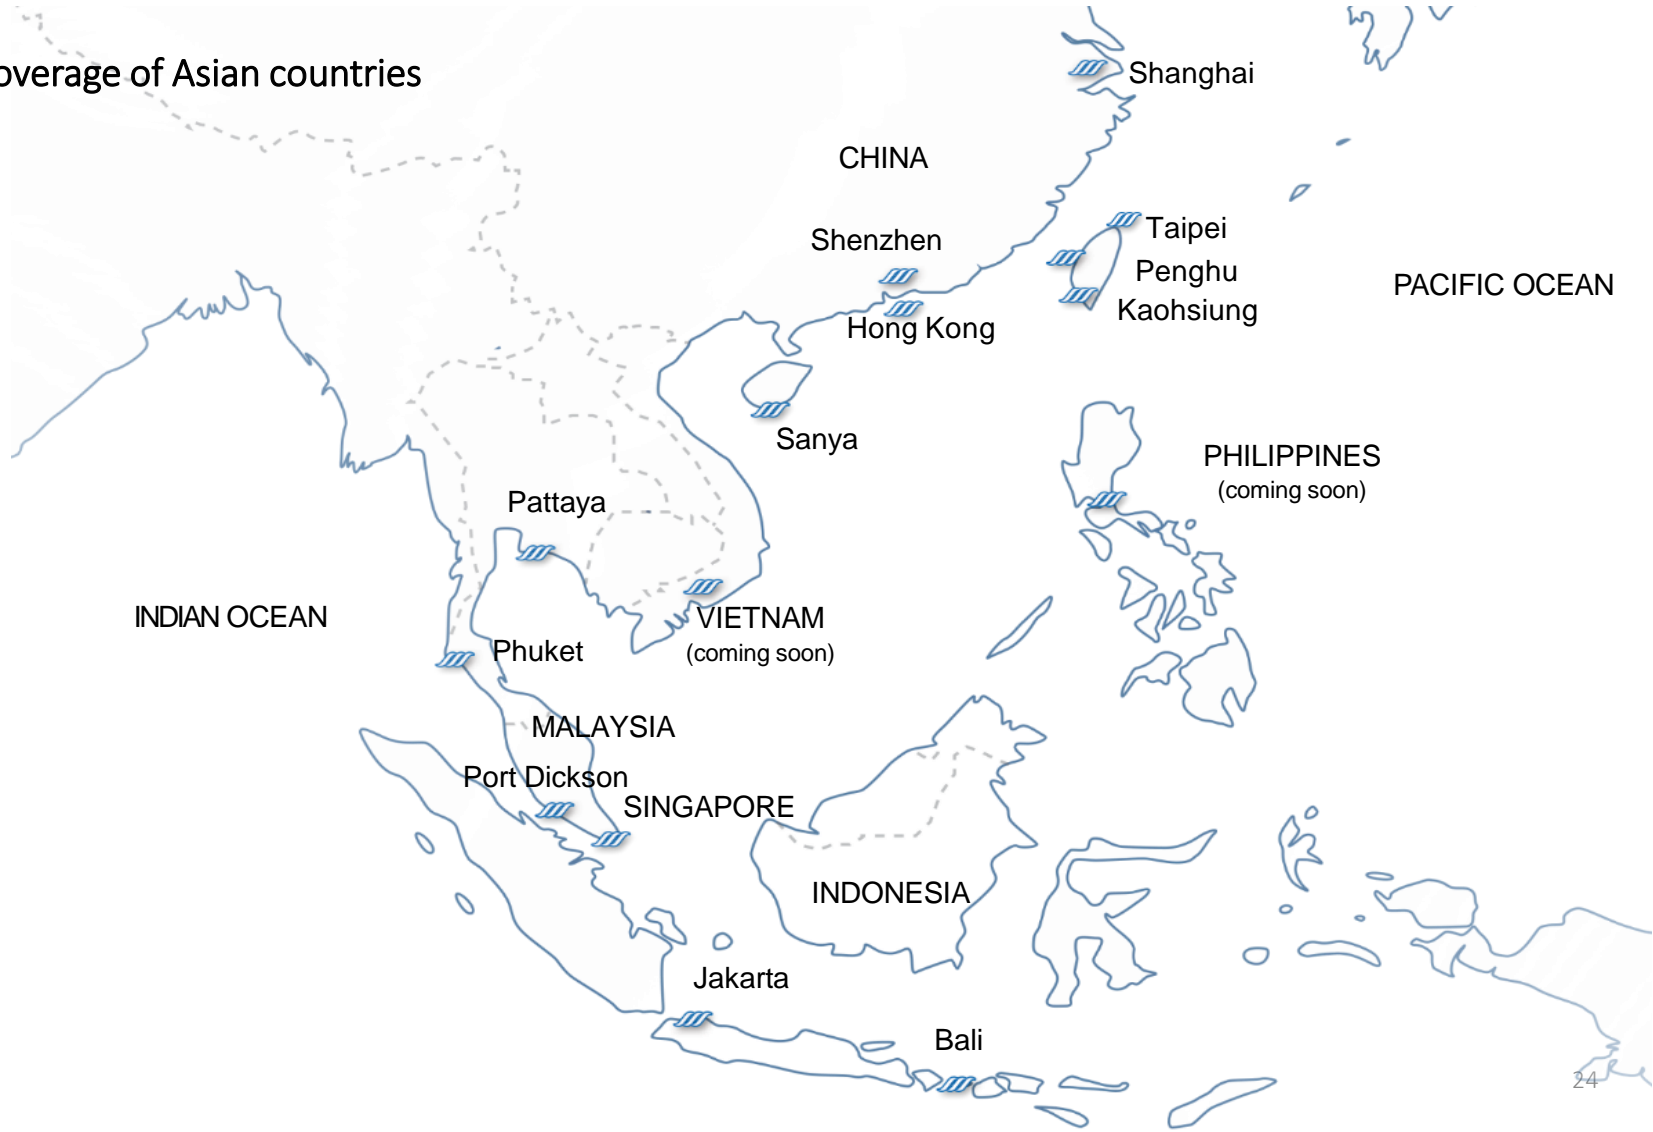 overage of Asian countries
Shanghai
CHINA
Taipei
Shenzhen
Penghu
PACIFIC OCEAN
Kaohsiung
Hong Kong
Sanya
PHILIPPINES
(coming soon)
Pattaya
INDIAN OCEAN
VIETNAM
(coming soon)
Phuket
MALAYSIA
Port Dickson
SINGAPORE
INDONESIA
Jakarta
Bali
24